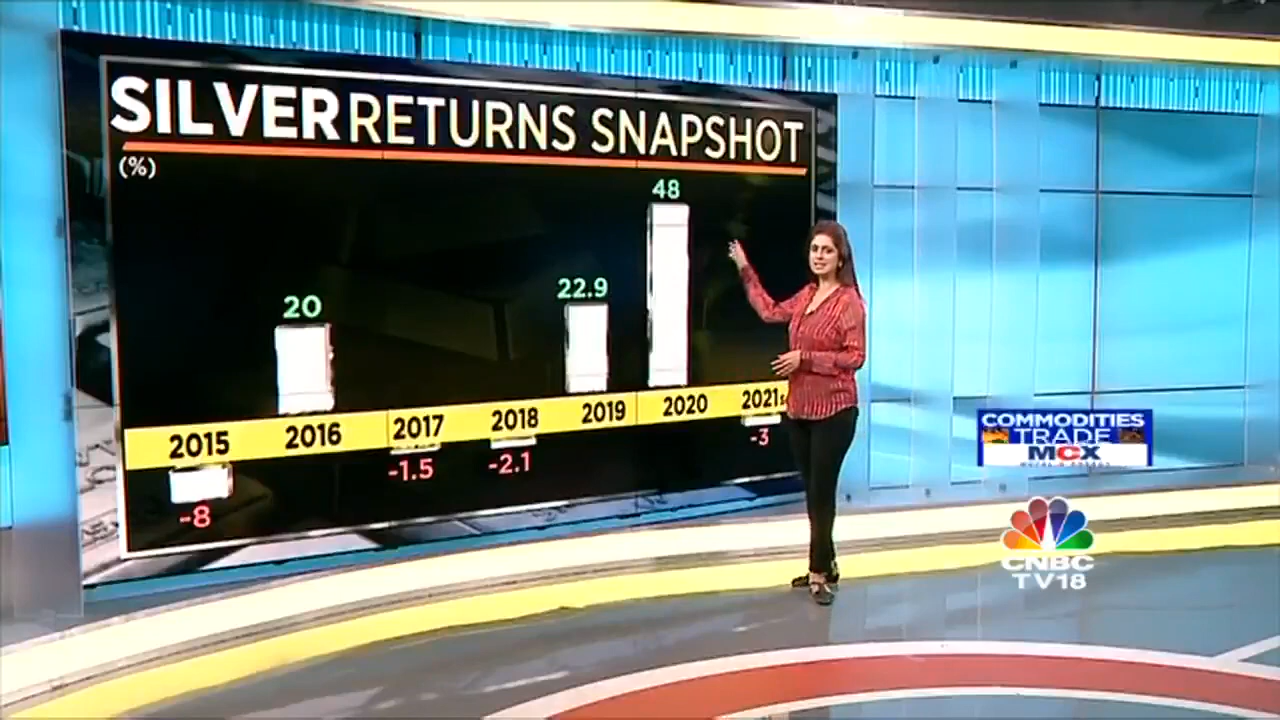 SILVER RETURNS SNAPSHOT
(%)
48
22.9
20
2015 2016 2017 2018 2019 2020 2021
-8
-1.5
-2.1
-3
COMMODITIES
TRADE
MCX
CNBC
TV18